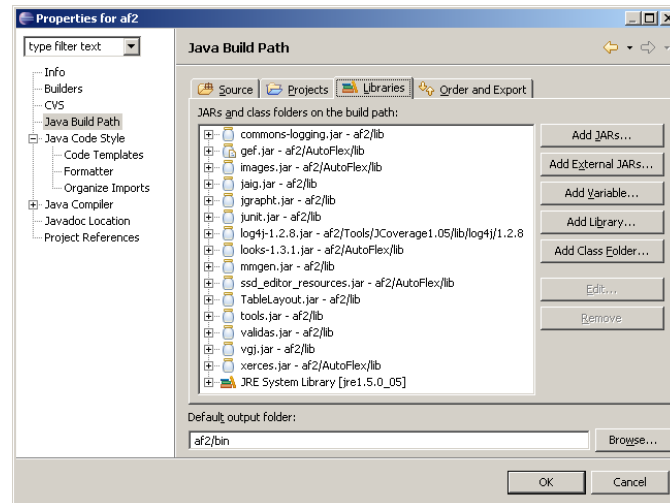 Properties for af2
type filter text
Java Build Path
Info
Builders
CVS
Java Build Path
Java Code Style
Code Templates
Formatter
Organize Imports
Java Compiler
Javadoc Location
Project References
Source
Projects
Libraries
Order and Export
JARs and class folders on the build path:
commons-logging.jar - af2/lib
gef.jar - af2/AutoFlex/lib
images.jar - af2/AutoFlex/lib
jaig.jar - af2/lib
jgrapht.jar - af2/lib
junit.jar - af2/lib
log4j-1.2.8.jar - af2/Tools/JCoverage1.05/lib/log4j/1.2.8
looks-1.3.1.jar - af2/AutoFlex/lib
mmgen.jar - af2/lib
ssd_editor_resources.jar - af2/AutoFlex/lib
TableLayout.jar - af2/lib
tools.jar - af2/lib
validas.jar - af2/lib
vgj.jar - af2/lib
xerces.jar - af2/AutoFlex/lib
JRE System Library [jre1.5.0_05]
Add JARs...
Add External JARs...
Add Variable...
Add Library...
Add Class Folder...
Edit...
Remove
Default output folder:
af2/bin
Browse...
OK
Cancel